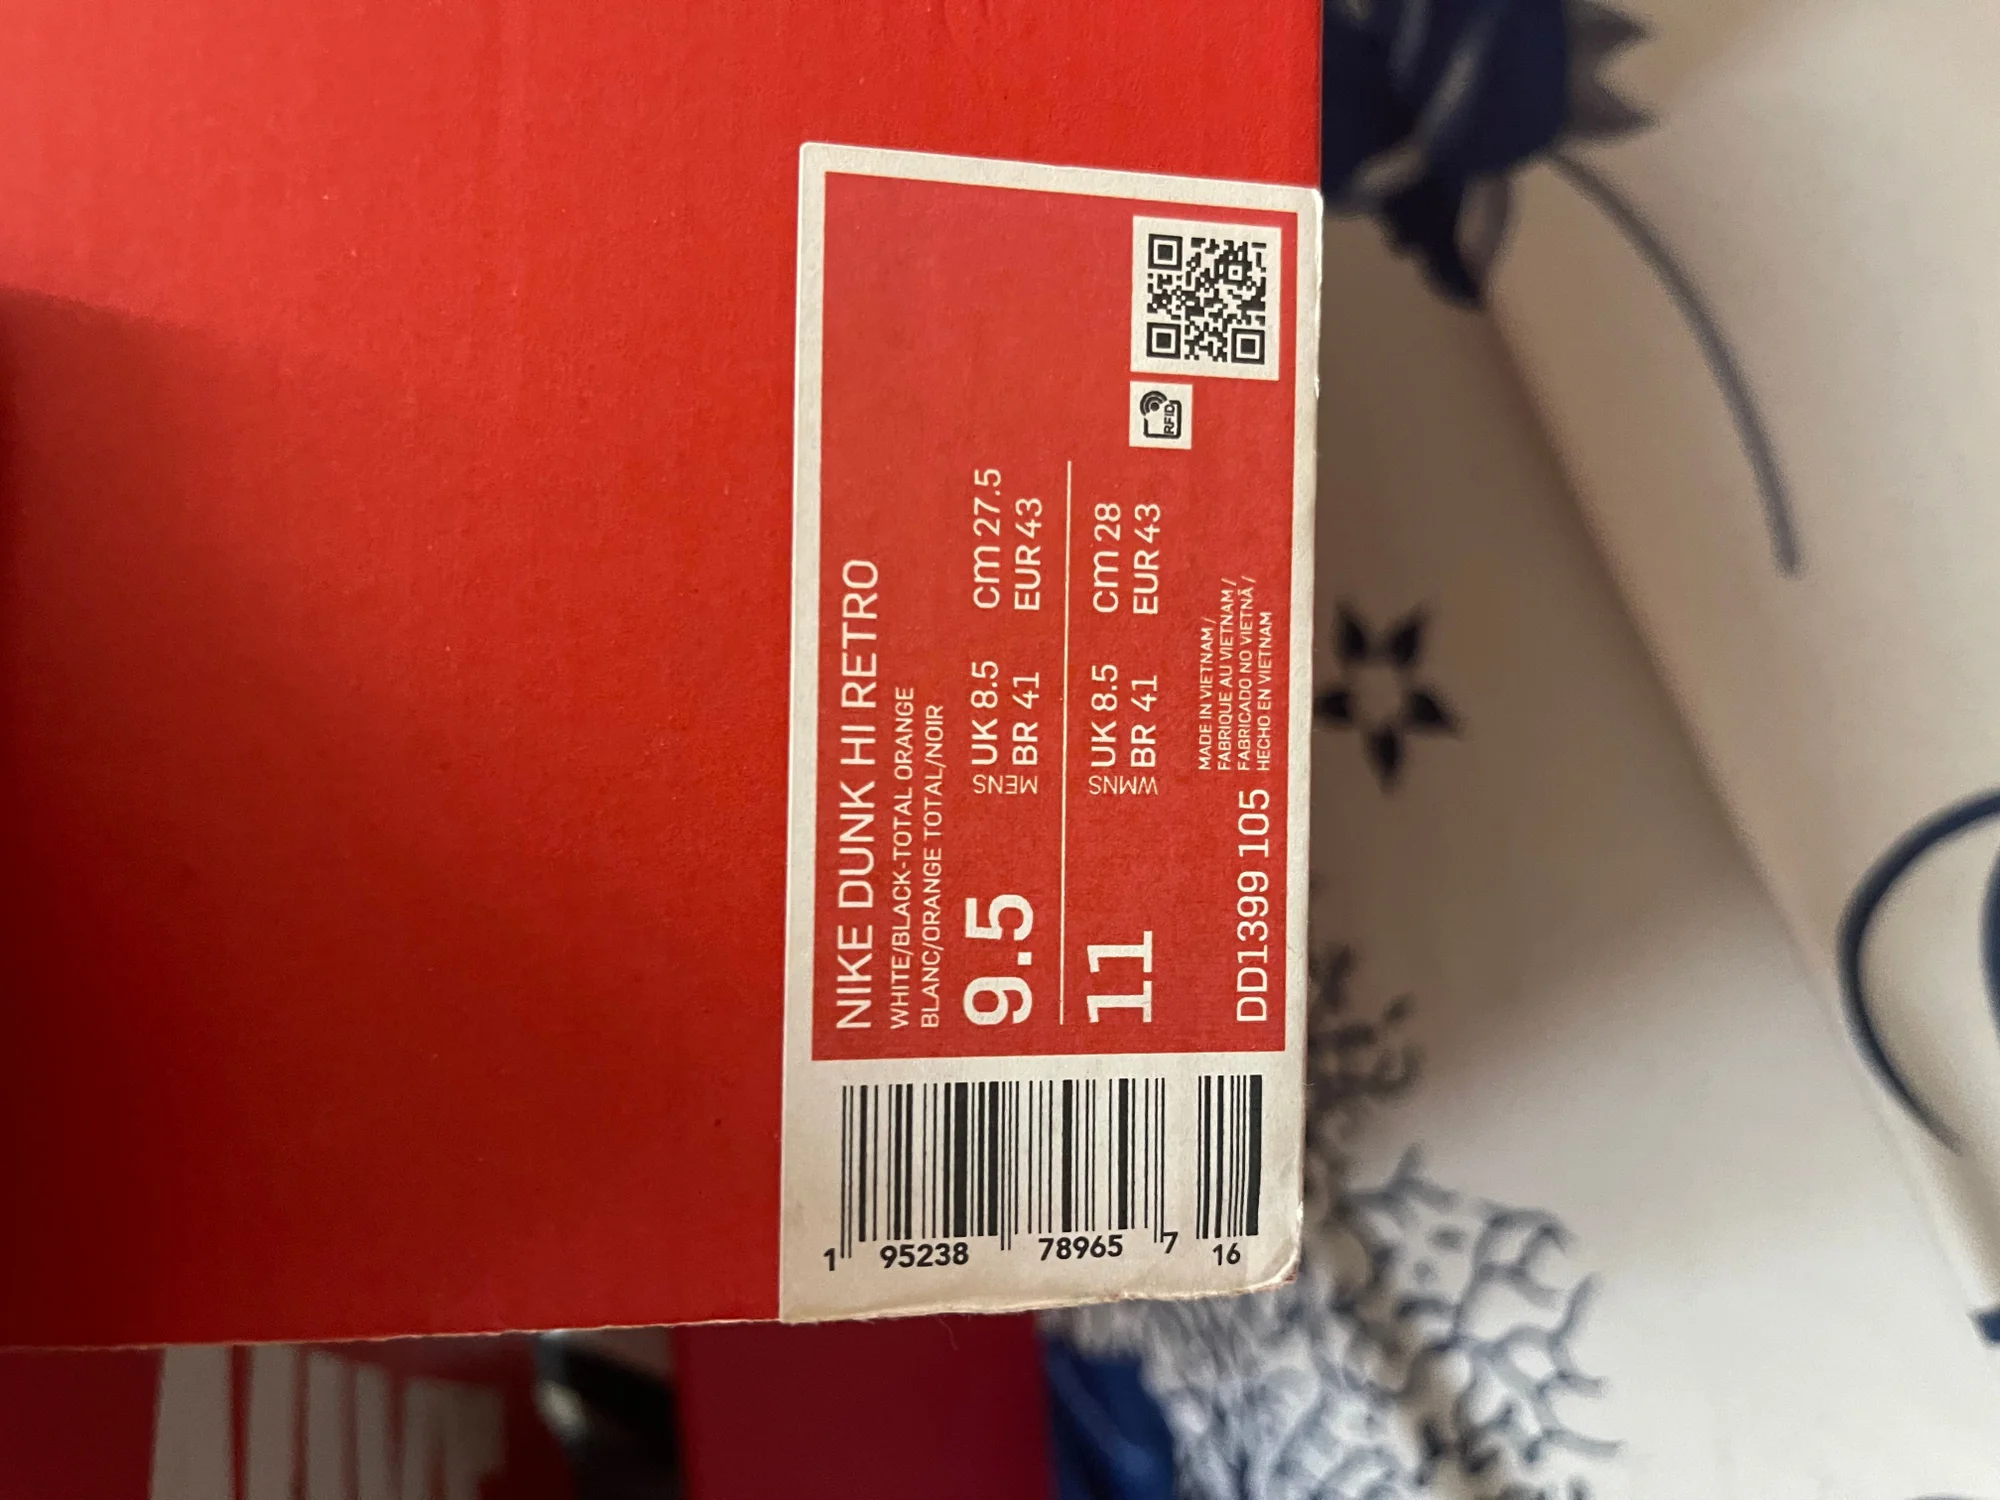 NIKE DUNK HI RETRO
WHITE/BLACK-TOTAL ORANGE
BLANC/ORANGE TOTAL/NOIR
9.5
MENS
UK 8.5 Cm 27.5
BR 41 EUR 43
11
WMNS
UK 8.5 Cm 28
BR 41 EUR 43
RFID
DD1399 105
MADE IN VIETNAM /
FABRIQUE AU VIETNAM /
FABRICADO NO VIETNÃ /
HECHO EN VIETNAM
1 95238 78965 7 16